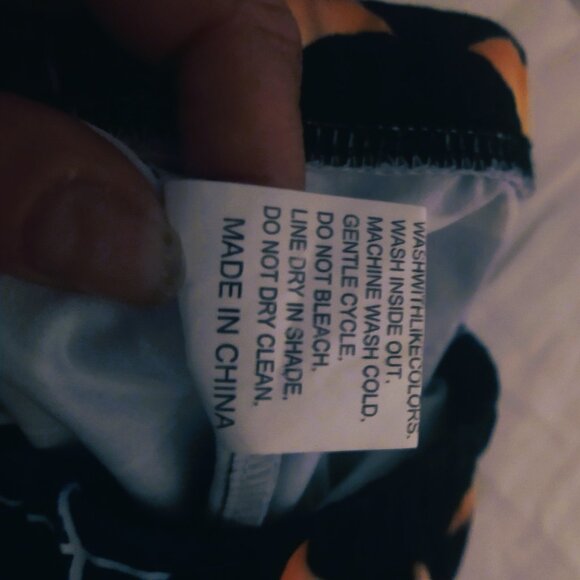 WASHWITHLIKECOLORS,
WASH INSIDE OUT,
MACHINE WASH COLD,
GENTLE CYCLE,
DO NOT BLEACH,
LINE DRY IN SHADE,
DO NOT DRY CLEAN,
MADE IN CHINA